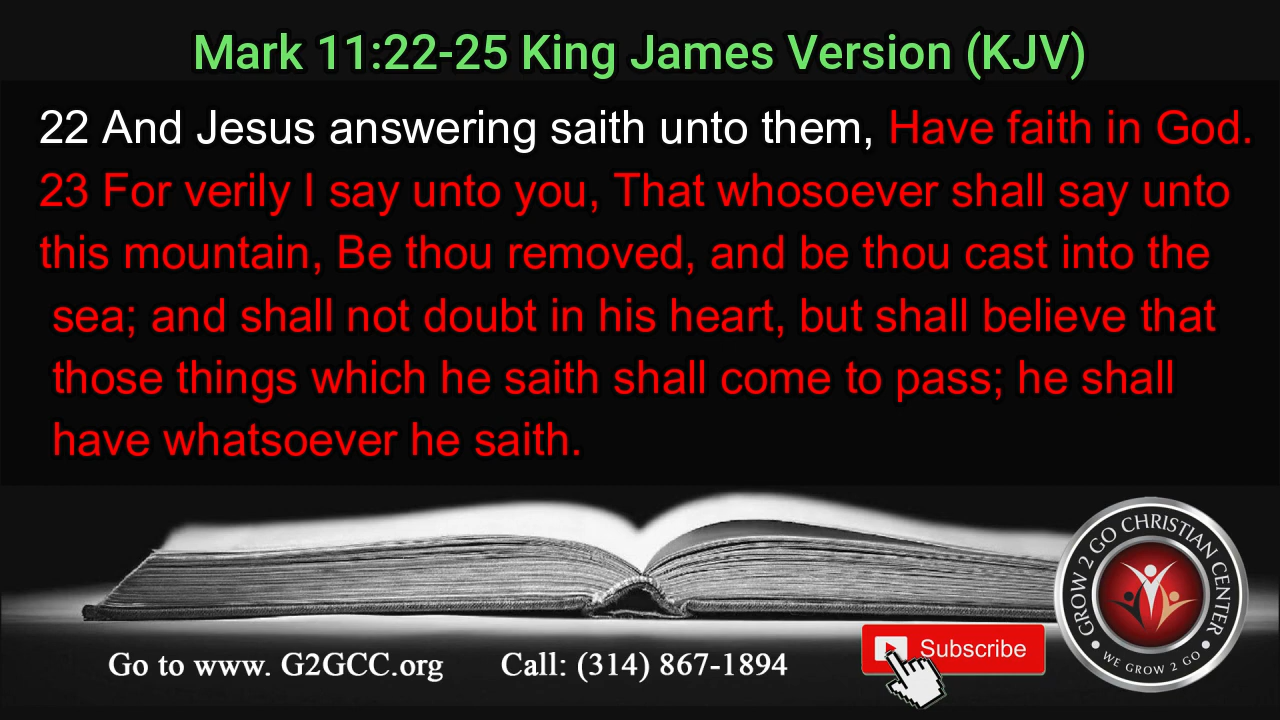 Mark 11:22-25 King James Version (KJV)
22 And Jesus answering saith unto them, Have faith in God.
23 For verily I say unto you, That whosoever shall say unto
this mountain, Be thou removed, and be thou cast into the
sea; and shall not doubt in his heart, but shall believe that
those things which he saith shall come to pass; he shall
have whatsoever he saith.
GROW 2 GO CHRISTIAN CENTER
• WE GROW 2 GO •
Subscribe
Go to www. G2GCC.org Call: (314) 867-1894